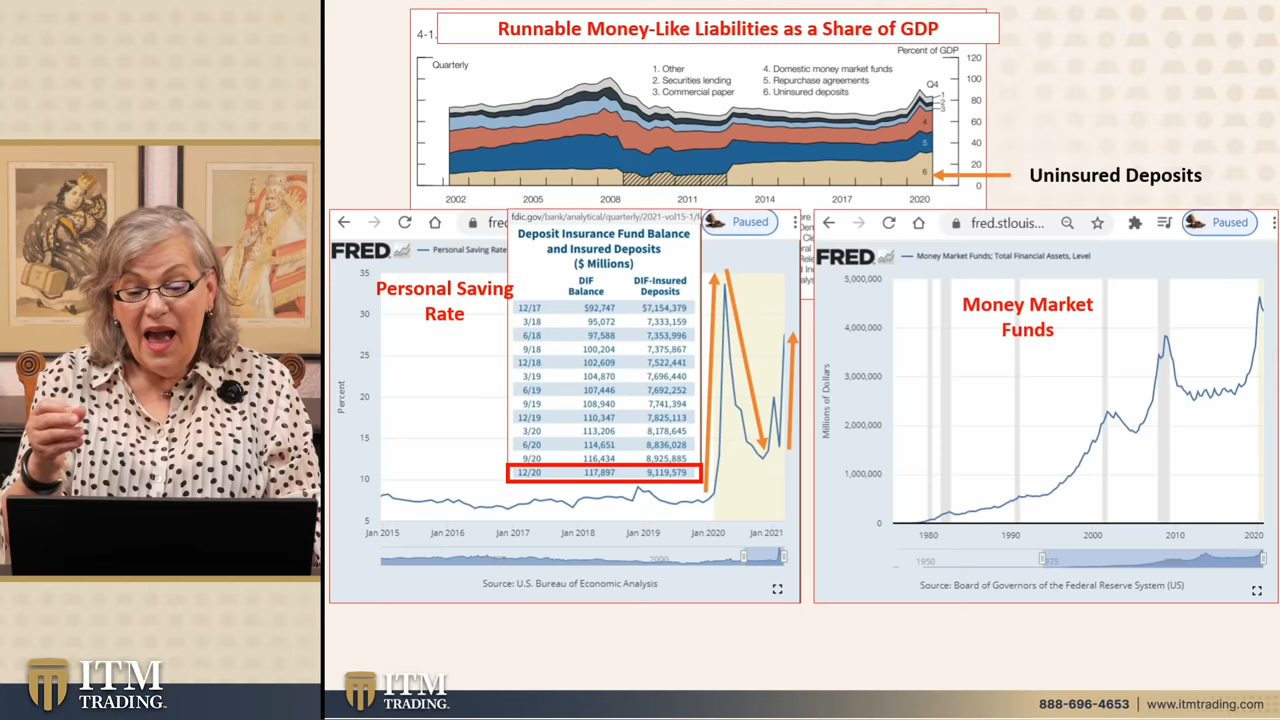 Runnable Money-Like Liabilities as a Share of GDP
4-1.
Percent of GDP
Quarterly
1. Other
2. Securities lending
3. Commercial paper
4. Domestic money market funds
5. Repurchase agreements
6. Uninsured deposits
Q4
120
100
80
60
40
20
0
1
2
3
4
5
6
2002 2005 2008 2011 2014 2017 2020
Uninsured Deposits
fred
fdic.gov/bank/analytical/quarterly/2021-vol15-1/f
Paused
FRED
Personal Saving Rate
Personal Saving
Rate
Percent
35
30
25
20
15
10
5
Jan 2015 Jan 2016 Jan 2017 Jan 2018 Jan 2019 Jan 2020 Jan 2021
2000
Source: U.S. Bureau of Economic Analysis
Deposit Insurance Fund Balance
and Insured Deposits
($ Millions)
DIF Balance DIF-Insured Deposits
12/17 $92,747 $7,154,379
3/18 95,072 7,333,159
6/18 97,588 7,353,996
9/18 100,204 7,375,867
12/18 102,609 7,522,441
3/19 104,870 7,696,440
6/19 107,446 7,692,252
9/19 108,940 7,741,394
12/19 110,347 7,825,113
3/20 113,206 8,178,645
6/20 114,651 8,836,028
9/20 116,434 8,925,885
12/20 117,897 9,119,579
fred.stlouis...
Paused
FRED
Money Market Funds; Total Financial Assets, Level
Money Market
Funds
Millions of Dollars
5,000,000
4,000,000
3,000,000
2,000,000
1,000,000
0
1980 1990 2000 2010 2020
1950 1975
Source: Board of Governors of the Federal Reserve System (US)
ITM
TRADING
ITM
TRADING
888-696-4653 | www.itmtrading.com